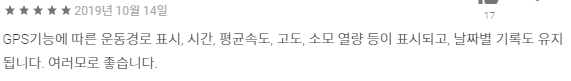 ★★★★★ 2019년 10월 14일
17
GPS기능에 따른 운동경로 표시, 시간, 평균속도, 고도, 소모 열량 등이 표시되고, 날짜별 기록도 유지
됩니다. 여러모로 좋습니다.